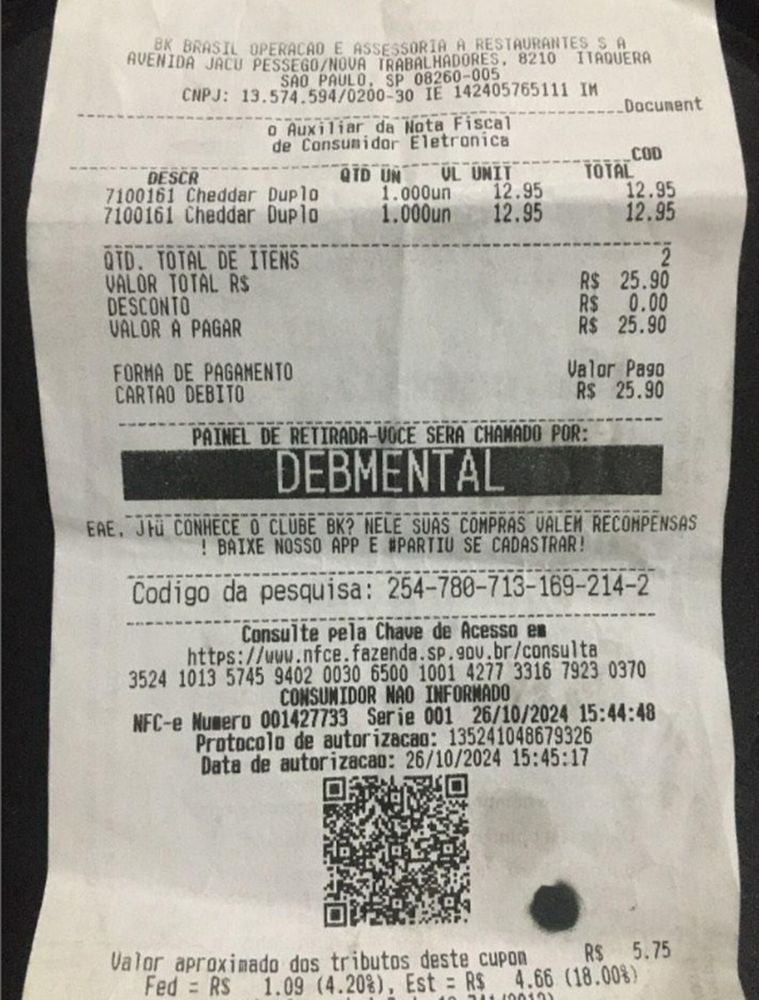 BK BRASIL OPERACAO E ASSESSORIA A RESTAURANTES S A
AVENIDA JACU PESSEGO/NOVA TRABALHADORES, 8210 ITAQUERA
SAO PAULO, SP 08260-005
CNPJ: 13.574.594/0200-30 IE 142405765111 IM
Document
o Auxiliar da Nota Fiscal
de Consumidor Eletronica
COD
DESCR QTD UN VL UNIT TOTAL
7100161 Cheddar Duplo 1.000un 12.95 12.95
7100161 Cheddar Duplo 1.000un 12.95 12.95
QTD. TOTAL DE ITENS 2
VALOR TOTAL R$ R$ 25.90
DESCONTO R$ 0.00
VALOR A PAGAR R$ 25.90
FORMA DE PAGAMENTO Valor Pago
CARTAO DEBITO R$ 25.90
PAINEL DE RETIRADA-VOCE SERA CHAMADO POR:
DEBMENTAL
EAE, CONHECE O CLUBE BK? NELE SUAS COMPRAS VALEM RECOMPENSAS
! BAIXE NOSSO APP E #PARTIU SE CADASTRAR!
Codigo da pesquisa: 254-780-713-169-214-2
Consulte pela Chave de Acesso em
https://www.nfce.fazenda.sp.gov.br/consulta
3524 1013 5745 9402 0030 6500 1001 4277 3316 7923 0370
CONSUMIDOR NAO INFORMADO
NFC-e Numero 001427733 Serie 001 26/10/2024 15:44:48
Protocolo de autorizacao: 135241048679326
Data de autorizacao: 26/10/2024 15:45:17
Valor aproximado dos tributos deste cupom R$ 5.75
Fed = R$ 1.09 (4.20%), Est = R$ 4.66 (18.00%)